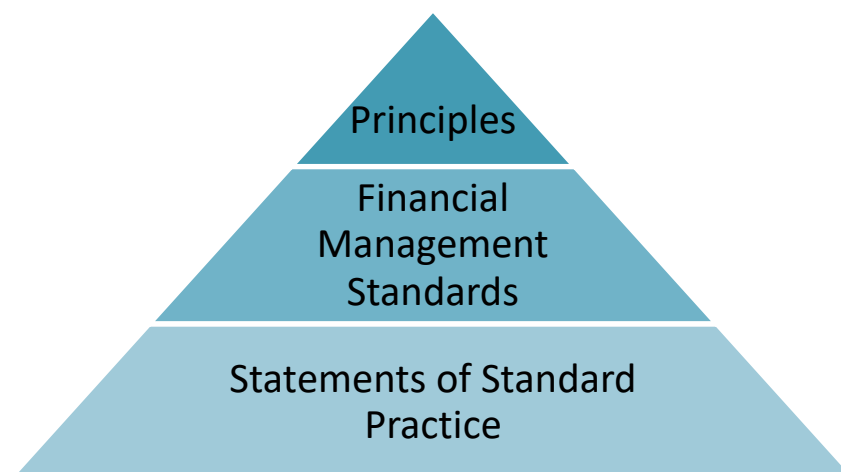 Principles
Financial
Management
Standards
Statements of Standard
Practice